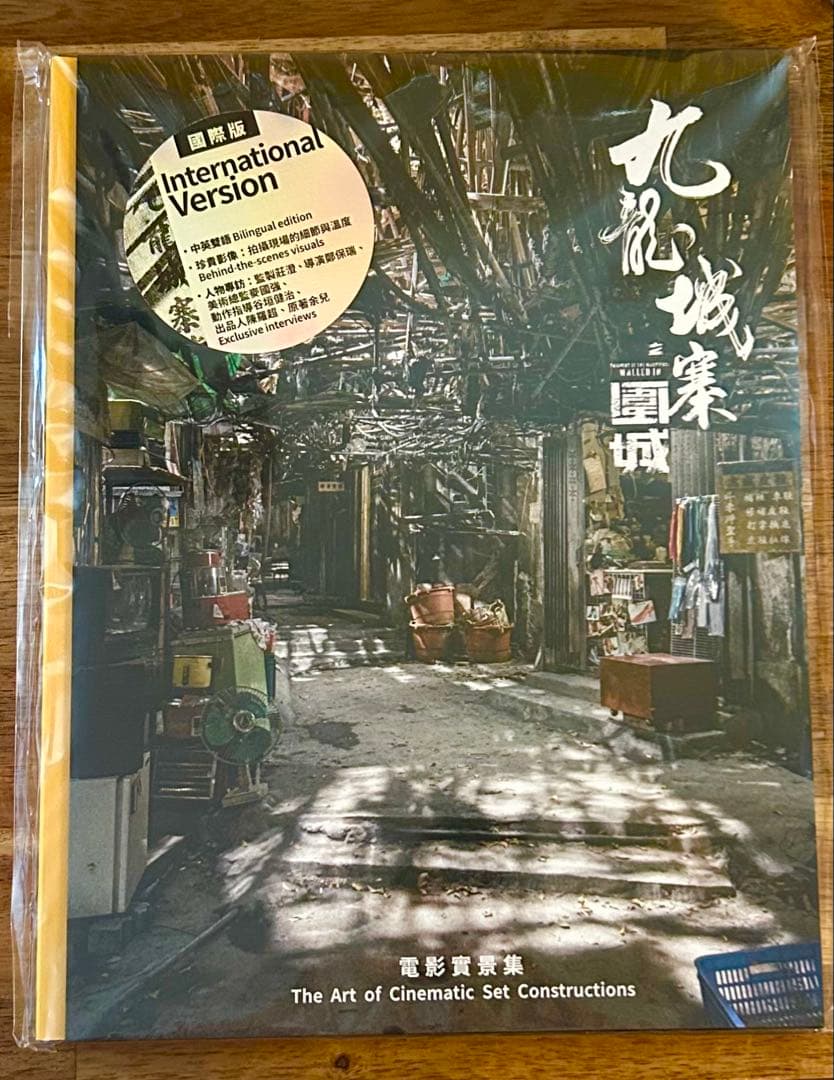 國際版
International
Version
・中英雙語 Bilingual edition
・珍貴影像：拍攝現場的細節與溫度
Behind-the-scenes visuals
・人物專訪：監製莊澄、導演鄭保瑞、
美術總監麥國強、
動作指導谷垣健治、
出品人陳羅超、原著余兒
Exclusive interviews
九龍城寨
之
WALLED IN
圍城
電影實景集
The Art of Cinematic Set Constructions